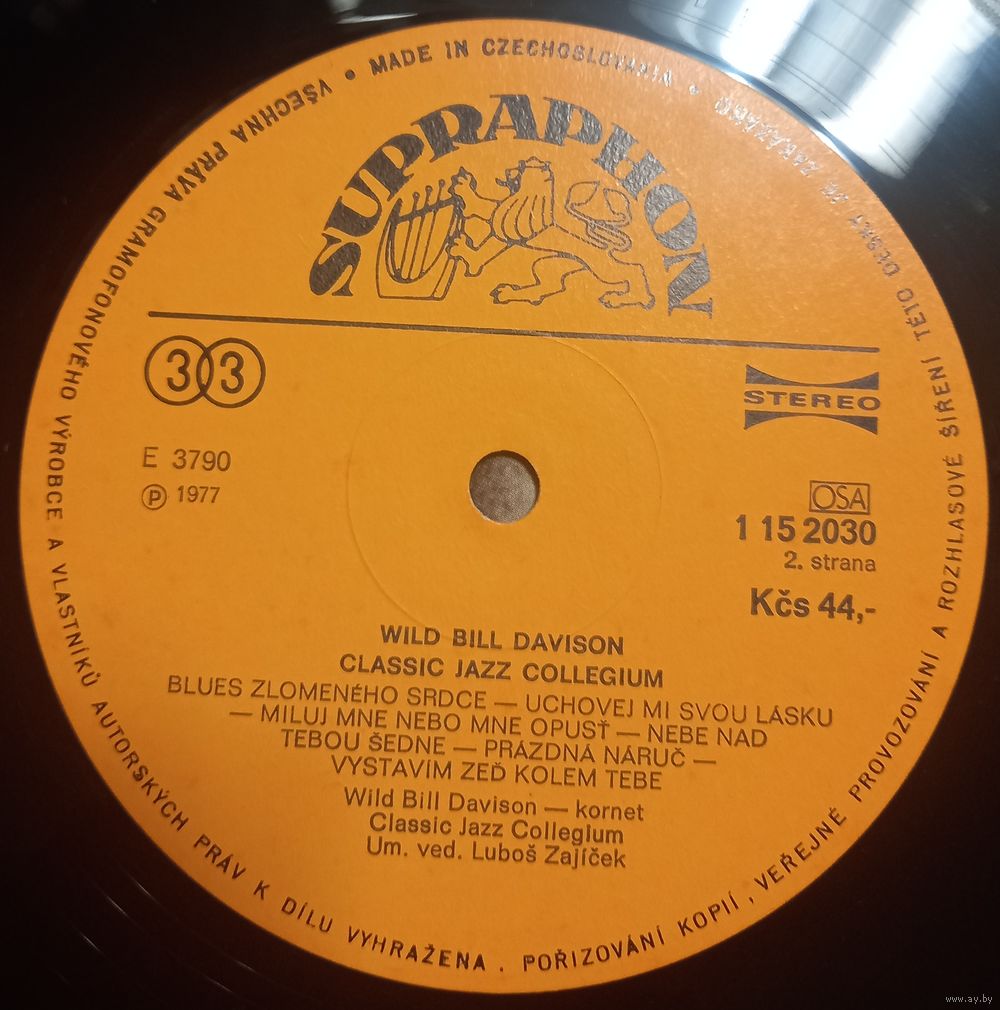 MADE IN CZECHOSLOVAKIA • VŠECHNA PRÁVA GRAMOFONOVÉHO VÝROBCE A VLASTNÍKŮ AUTORSKÝCH PRÁV K DÍLU VYHRAŽENA . POŘIZOVÁNÍ KOPIÍ , VEŘEJNÉ PROVOZOVÁNÍ A ROZHLASOVÉ ŠÍŘENÍ TÉTO DESKY JE ZAKÁZÁNO •
SUPRAPHON
33
STEREO
E 3790
Ⓟ 1977
OSA
1 15 2030
2. strana
Kčs 44,-
WILD BILL DAVISON
CLASSIC JAZZ COLLEGIUM
BLUES ZLOMENÉHO SRDCE — UCHOVEJ MI SVOU LÁSKU
— MILUJ MNE NEBO MNE OPUSŤ — NEBE NAD
TEBOU ŠEDNE — PRÁZDNÁ NÁRUČ —
VYSTAVÍM ZEĎ KOLEM TEBE
Wild Bill Davison — kornet
Classic Jazz Collegium
Um. ved. Luboš Zajíček
www.ay.by